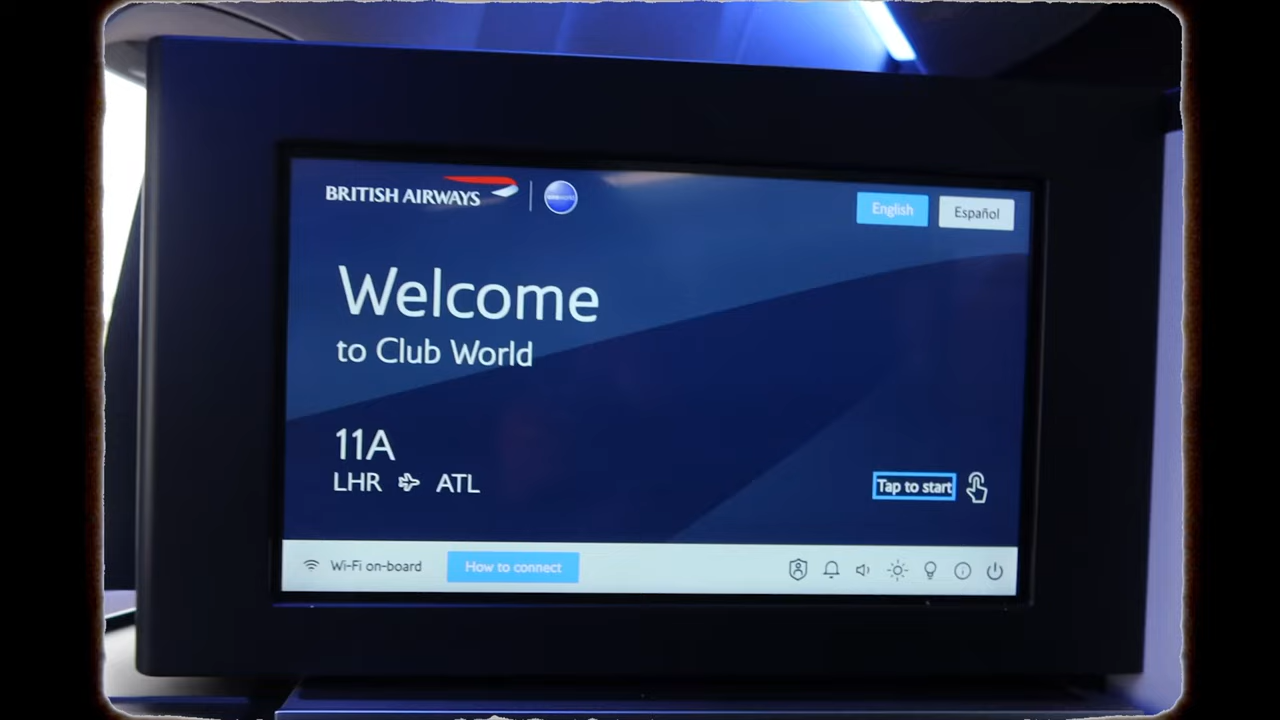 BRITISH AIRWAYS
English
Español
Welcome
to Club World
11A
LHR ATL
Tap to start
Wi-Fi on-board
How to connect